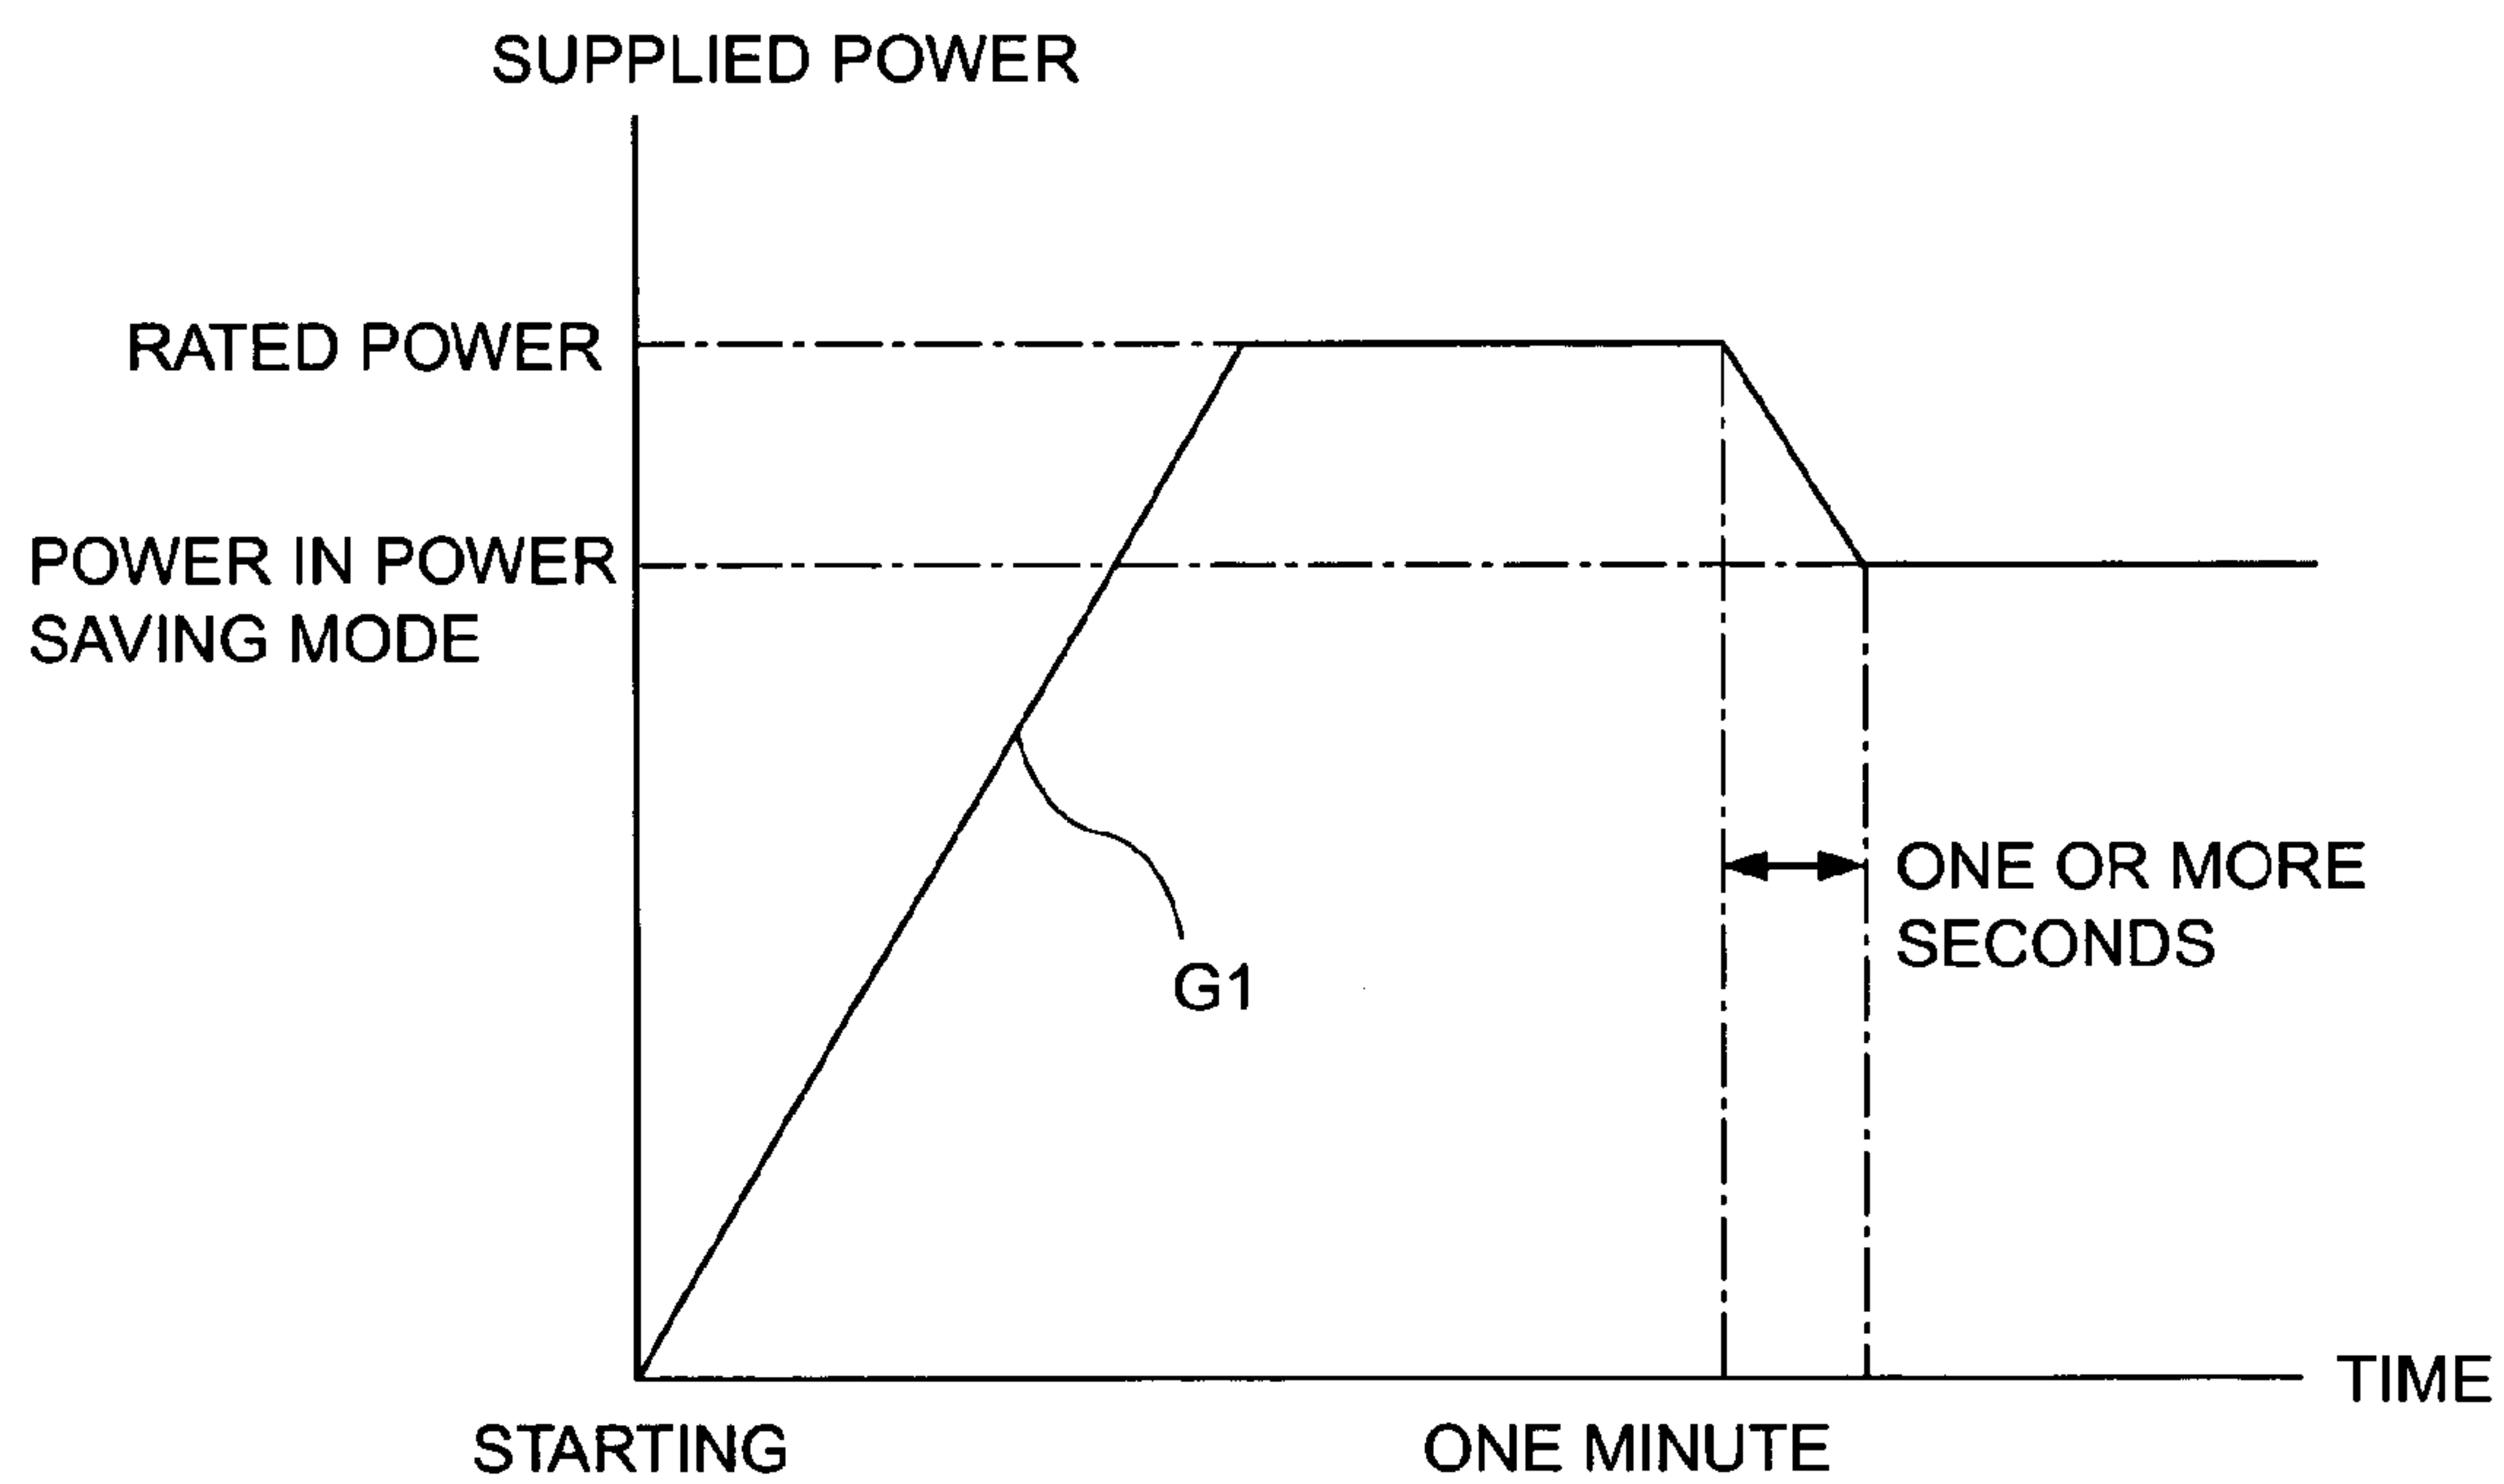 SUPPLIED POWER
RATED POWER
POWER IN POWER
SAVING MODE
ONE OR MORE
SECONDS
G1
TIME
STARTING
ONE MINUTE